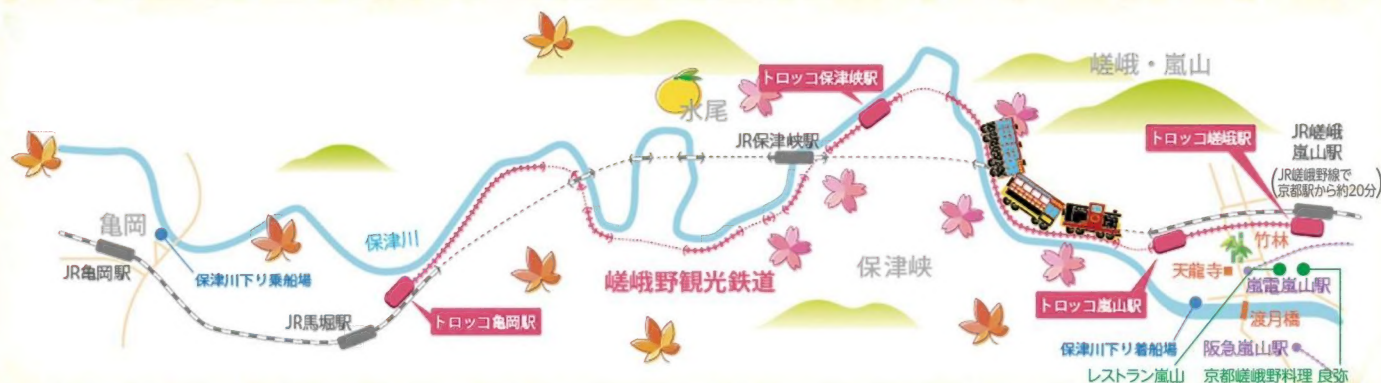 嵯峨・嵐山
トロッコ保津峡駅
水尾
JR保津峡駅
トロッコ嵯峨駅
JR嵯峨
嵐山駅
(JR嵯峨野線で
京都駅から約20分)
亀岡
保津川
JR亀岡駅
保津川下り乗船場
嵯峨野観光鉄道
保津峡
竹林
天龍寺
嵐電嵐山駅
トロッコ嵐山駅
JR馬堀駅
トロッコ亀岡駅
渡月橋
保津川下り着船場
阪急嵐山駅
レストラン嵐山
京都嵯峨野料理 良弥